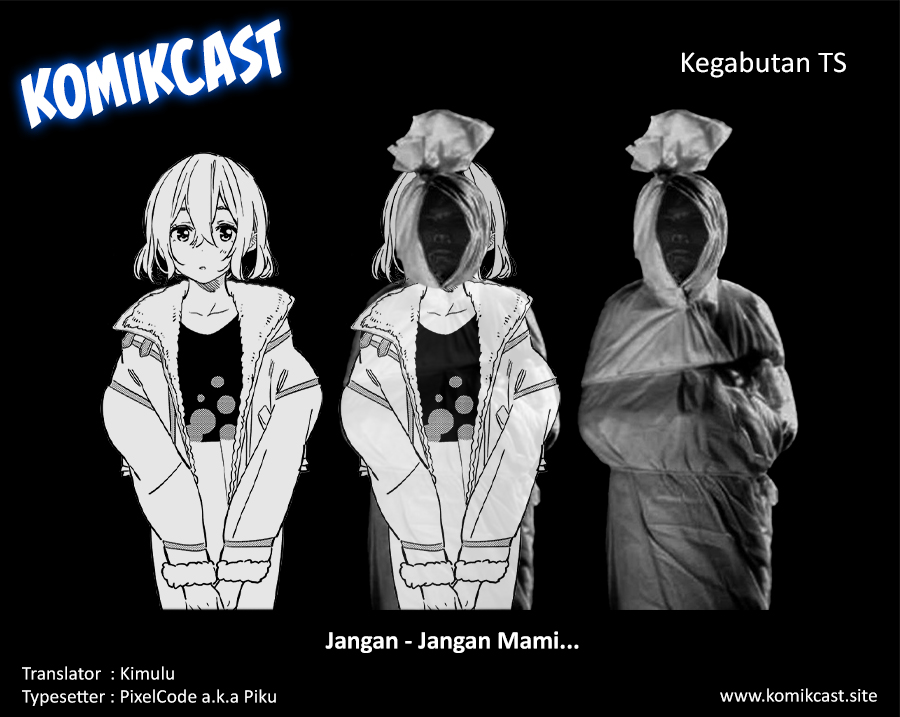 KOMIKCAST
Kegabutan TS
Jangan - Jangan Mami...
Translator : Kimulu
Typesetter : PixelCode a.k.a Piku
www.komikcast.site